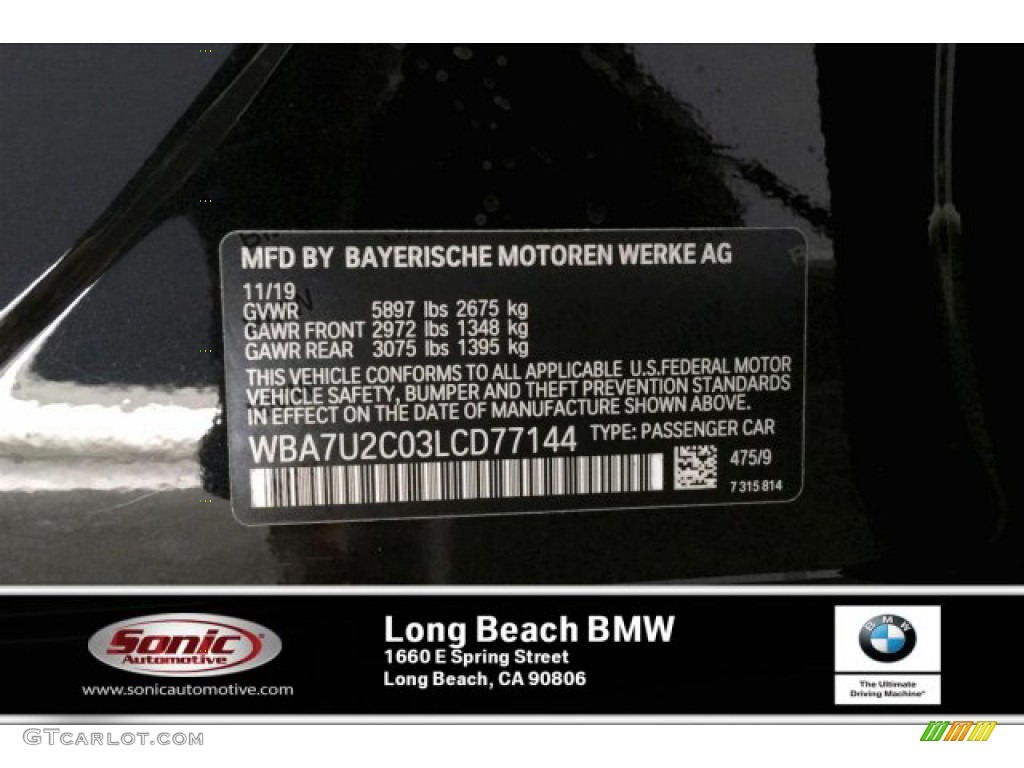 MFD BY BAYERISCHE MOTOREN WERKE AG
11/19
GVWR 5897 lbs 2675 kg
GAWR FRONT 2972 lbs 1348 kg
GAWR REAR 3075 lbs 1395 kg
THIS VEHICLE CONFORMS TO ALL APPLICABLE U.S.FEDERAL MOTOR
VEHICLE SAFETY, BUMPER AND THEFT PREVENTION STANDARDS
IN EFFECT ON THE DATE OF MANUFACTURE SHOWN ABOVE.
WBA7U2C03LCD77144 TYPE: PASSENGER CAR
475/9
7 315 814
Sonic
Automotive
www.sonicautomotive.com
Long Beach BMW
1660 E Spring Street
Long Beach, CA 90806
BMW
The Ultimate
Driving Machine®
GTCARLOT.COM